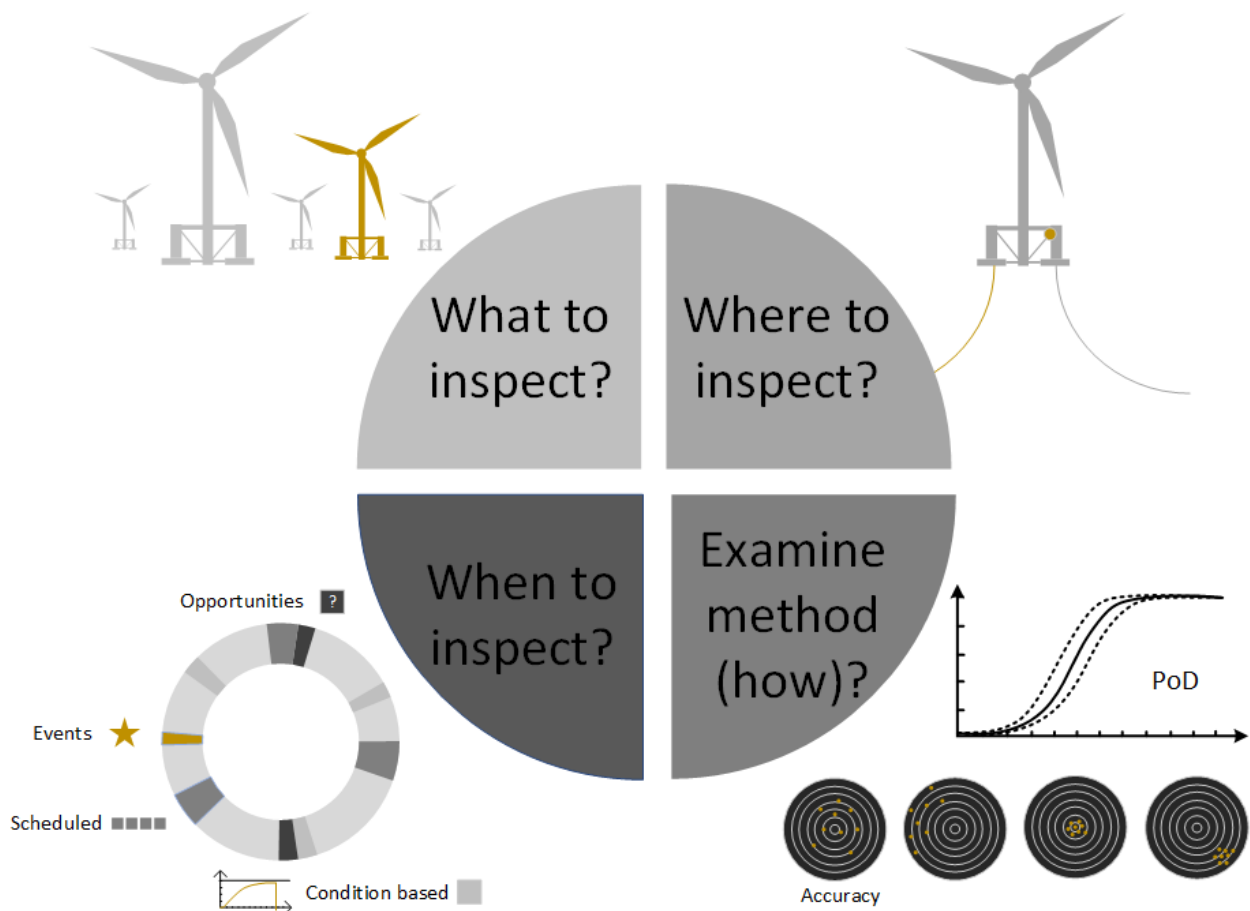 What to
inspect?
Where to
inspect?
When to
inspect?
Examine
method
(how)?
Opportunities ?
Events
Scheduled
Condition based
PoD
Accuracy